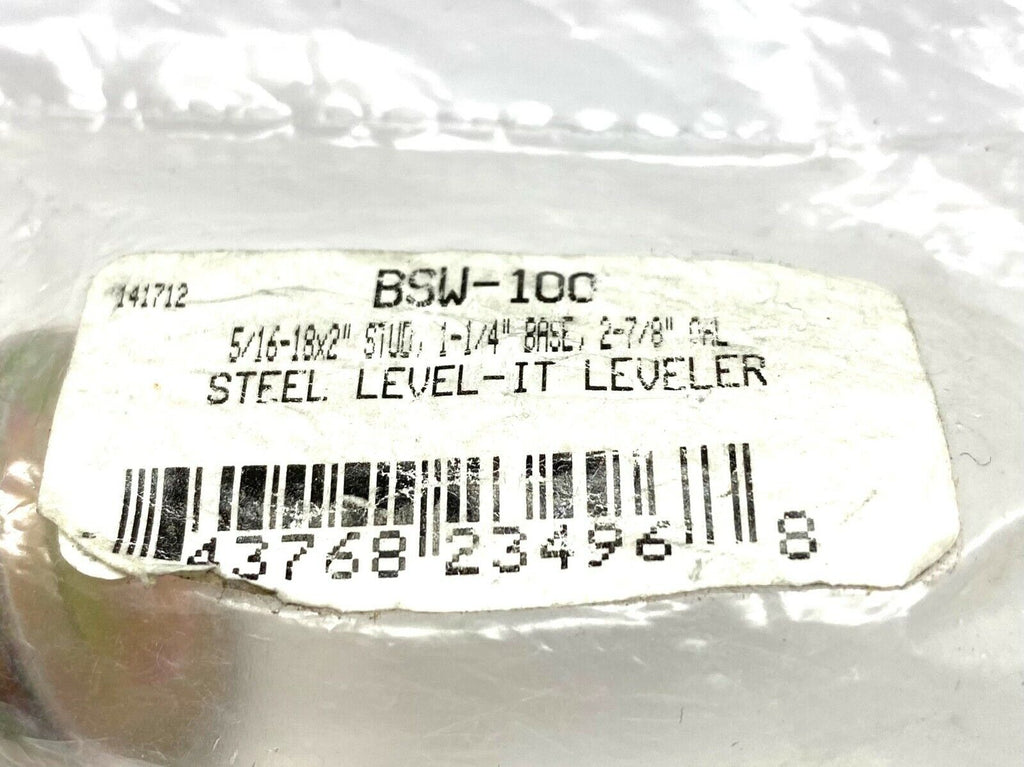 141712
BSW-100
5/16-18x2" STUD, 1-1/4" BASE, 2-7/8" OAL
STEEL LEVEL-IT LEVELER
43768 23496 8